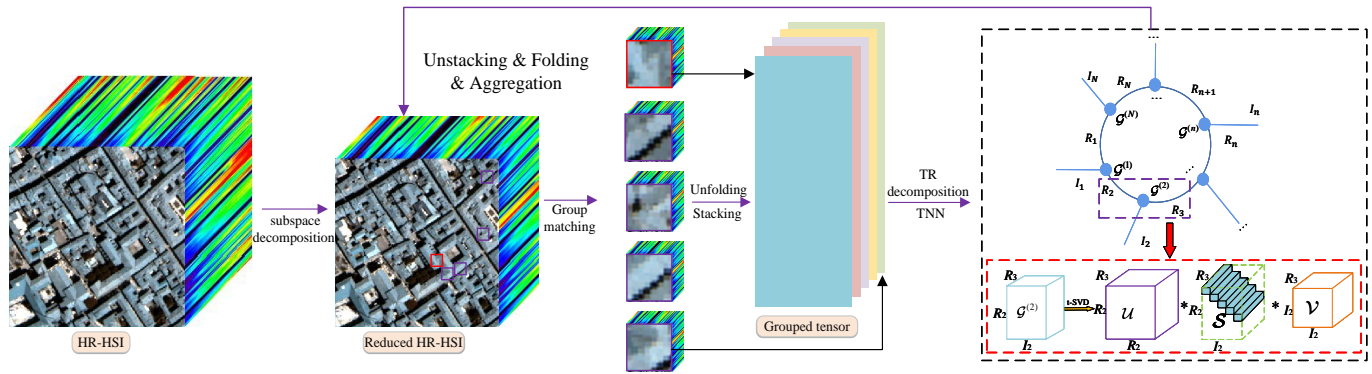 Unstacking & Folding
& Aggregation
HR-HSI
subspace
decomposition
Reduced HR-HSI
Group
matching
Unfolding
Stacking
Grouped tensor
TR
decomposition
TNN
...
I_N
R_N
...
R_{n+1}
I_n
𝒢^{(N)}
𝒢^{(n)}
R_1
R_n
𝒢^{(1)}
...
I_1
R_2
𝒢^{(2)}
R_3
I_2
...
R_3
R_2
𝒢^{(2)}
I_2
t-SVD
R_3
R_2
𝒰
R_2
*
R_3
R_2
𝓢
I_2
*
R_3
I_2
𝒱
I_2